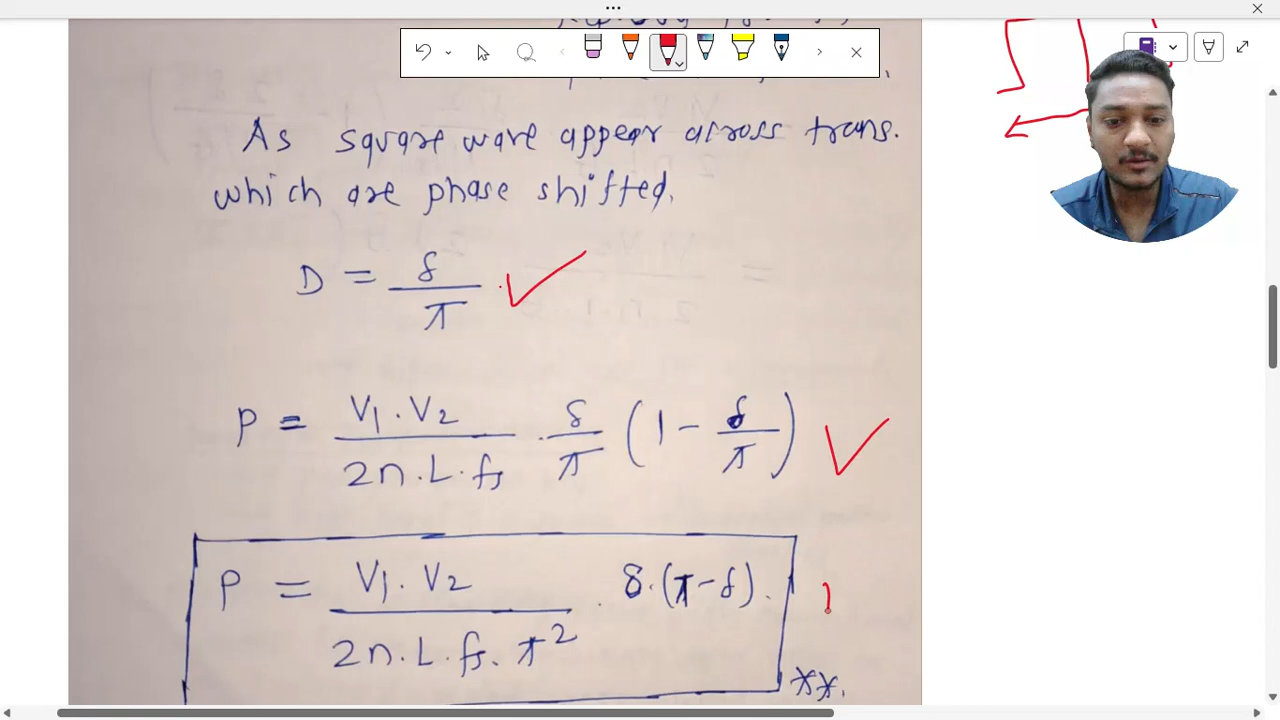 As square wave appear across trans.
which are phase shifted.
D = δ / π
P = V1 . V2 / 2n . L . fs . δ / π (1 - δ / π)
P = V1 . V2 / 2n . L . fs . π² . δ . (π - δ) .
**.